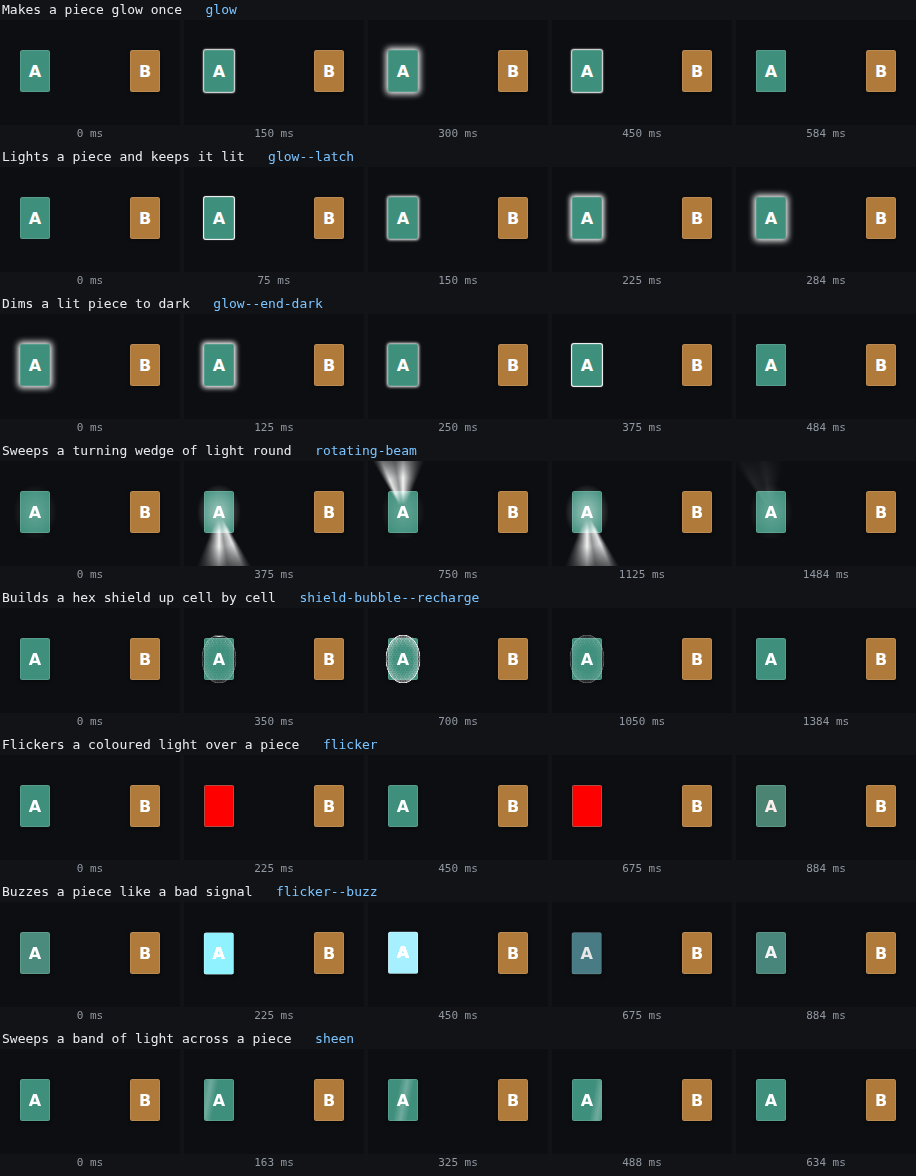 Makes a piece glow once glow
A B A B A B A B A B
0 ms 150 ms 300 ms 450 ms 584 ms
Lights a piece and keeps it lit glow--latch
A B A B A B A B A B
0 ms 75 ms 150 ms 225 ms 284 ms
Dims a lit piece to dark glow--end-dark
A B A B A B A B A B
0 ms 125 ms 250 ms 375 ms 484 ms
Sweeps a turning wedge of light round rotating-beam
A B A B A B A B A B
0 ms 375 ms 750 ms 1125 ms 1484 ms
Builds a hex shield up cell by cell shield-bubble--recharge
A B A B A B A B A B
0 ms 350 ms 700 ms 1050 ms 1384 ms
Flickers a coloured light over a piece flicker
A B B A B B A B
0 ms 225 ms 450 ms 675 ms 884 ms
Buzzes a piece like a bad signal flicker--buzz
A B A B A B A B A B
0 ms 225 ms 450 ms 675 ms 884 ms
Sweeps a band of light across a piece sheen
A B A B A B A B A B
0 ms 163 ms 325 ms 488 ms 634 ms